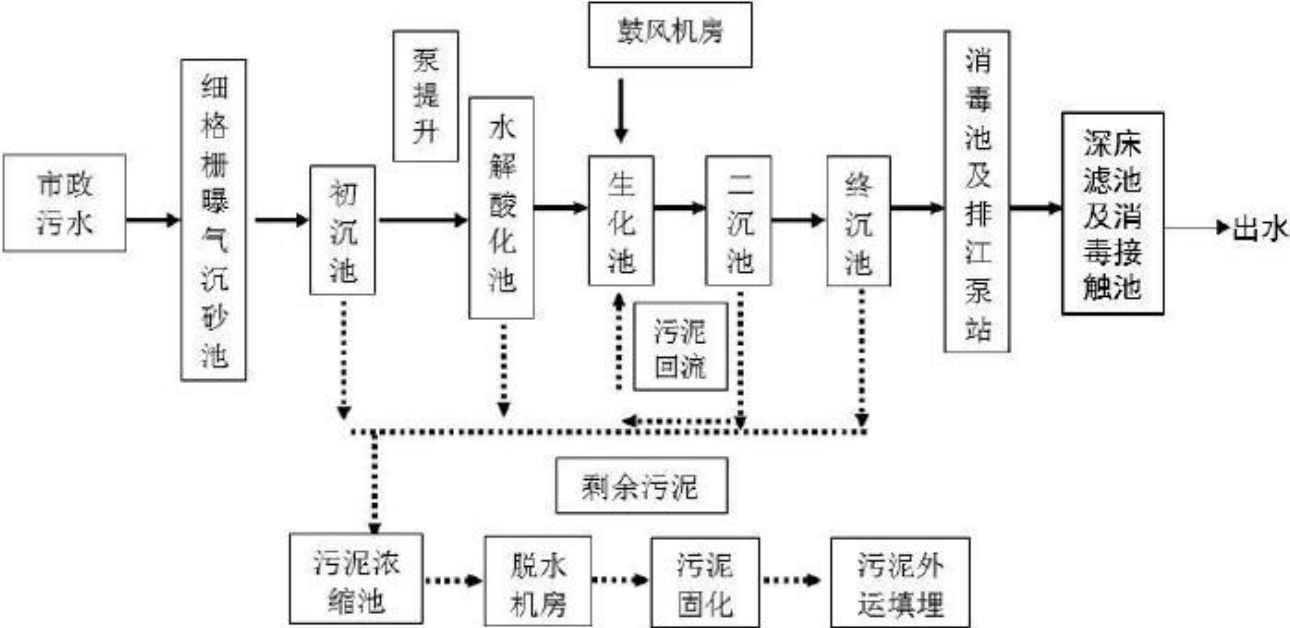 鼓风机房
泵提升
细格栅曝气沉砂池
市政
污水
初沉池
水解酸化池
生化池
二沉池
终沉池
消毒池及排江泵站
深床
滤池
及消
毒接
触池
出水
污泥
回流
剩余污泥
污泥浓
缩池
脱水
机房
污泥
固化
污泥外
运填埋